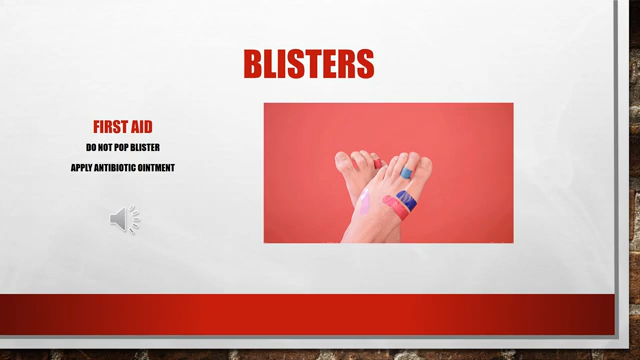 BLISTERS
FIRST AID
DO NOT POP BLISTER
APPLY ANTIBIOTIC OINTMENT